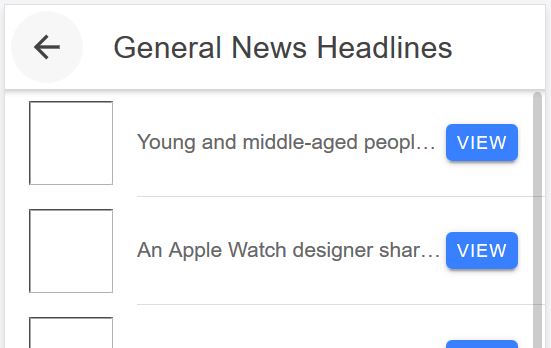 General News Headlines
Young and middle-aged peopl... VIEW
An Apple Watch designer shar... VIEW